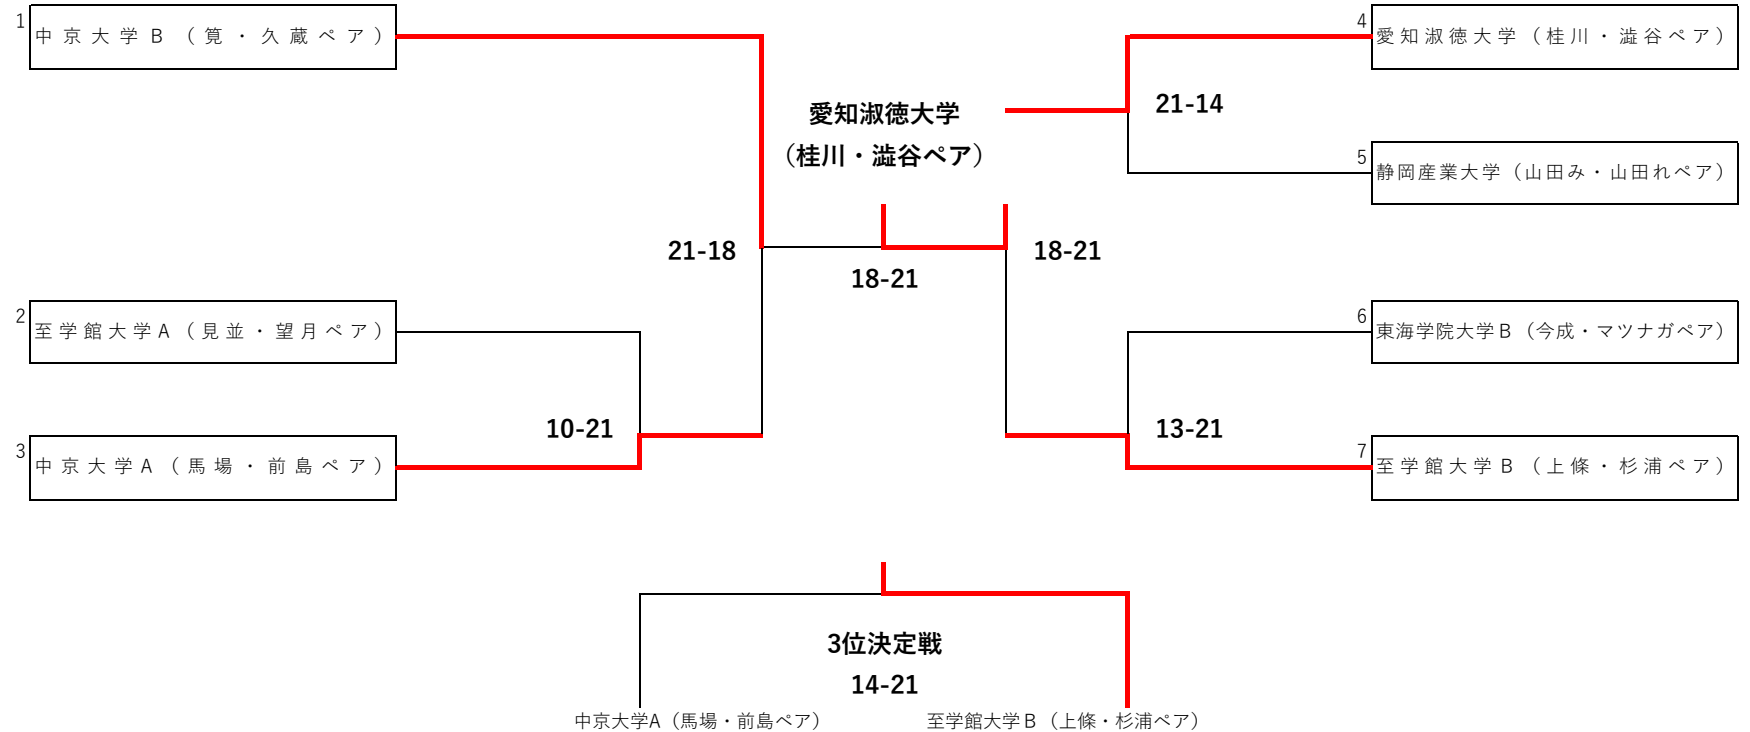 1
中京大学B（筧・久蔵ペア）
4
愛知淑徳大学（桂川・澁谷ペア）
愛知淑徳大学
（桂川・澁谷ペア）
21-14
5
静岡産業大学（山田み・山田れペア）
21-18
18-21
18-21
2
至学館大学A（見並・望月ペア）
6
東海学院大学B（今成・マツナガペア）
10-21
13-21
3
中京大学A（馬場・前島ペア）
7
至学館大学B（上條・杉浦ペア）
3位決定戦
14-21
中京大学A（馬場・前島ペア）
至学館大学B（上條・杉浦ペア）